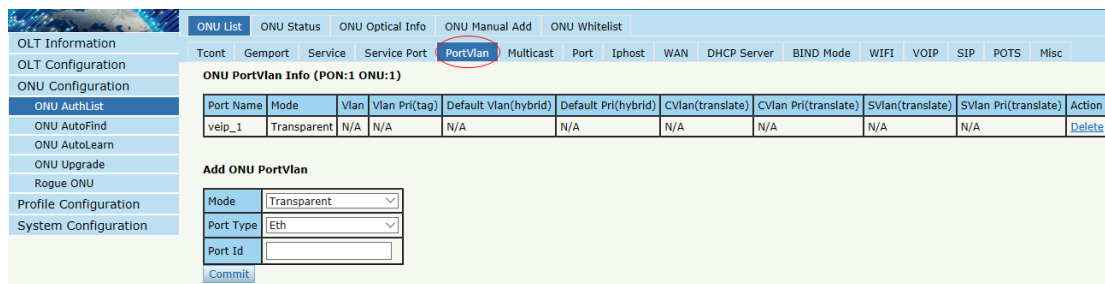 ONU List ONU Status ONU Optical Info ONU Manual Add ONU Whitelist
Tcont Gemport Service Service Port PortVlan Multicast Port Iphost WAN DHCP Server BIND Mode WIFI VOIP SIP POTS Misc
OLT Information
OLT Configuration
ONU Configuration
ONU AuthList
ONU AutoFind
ONU AutoLearn
ONU Upgrade
Rogue ONU
Profile Configuration
System Configuration
ONU PortVlan Info (PON:1 ONU:1)
Port Name Mode Vlan Vlan Pri(tag) Default Vlan(hybrid) Default Pri(hybrid) CVlan(translate) CVlan Pri(translate) SVlan(translate) SVlan Pri(translate) Action
veip_1 Transparent N/A N/A N/A N/A N/A N/A N/A N/A Delete
Add ONU PortVlan
Mode Transparent
Port Type Eth
Port Id
Commit